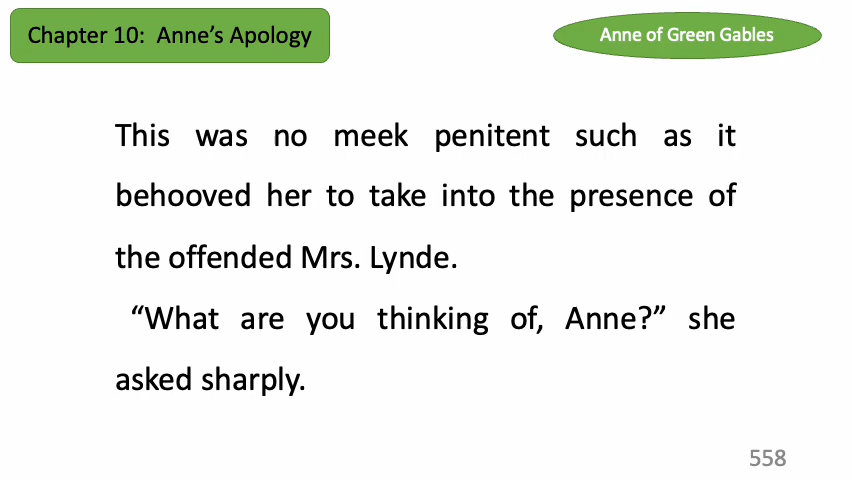 Chapter 10:  Anne’s Apology
Anne of Green Gables
This was no meek penitent such as it
behooved her to take into the presence of
the offended Mrs. Lynde.
“What are you thinking of, Anne?” she
asked sharply.
558